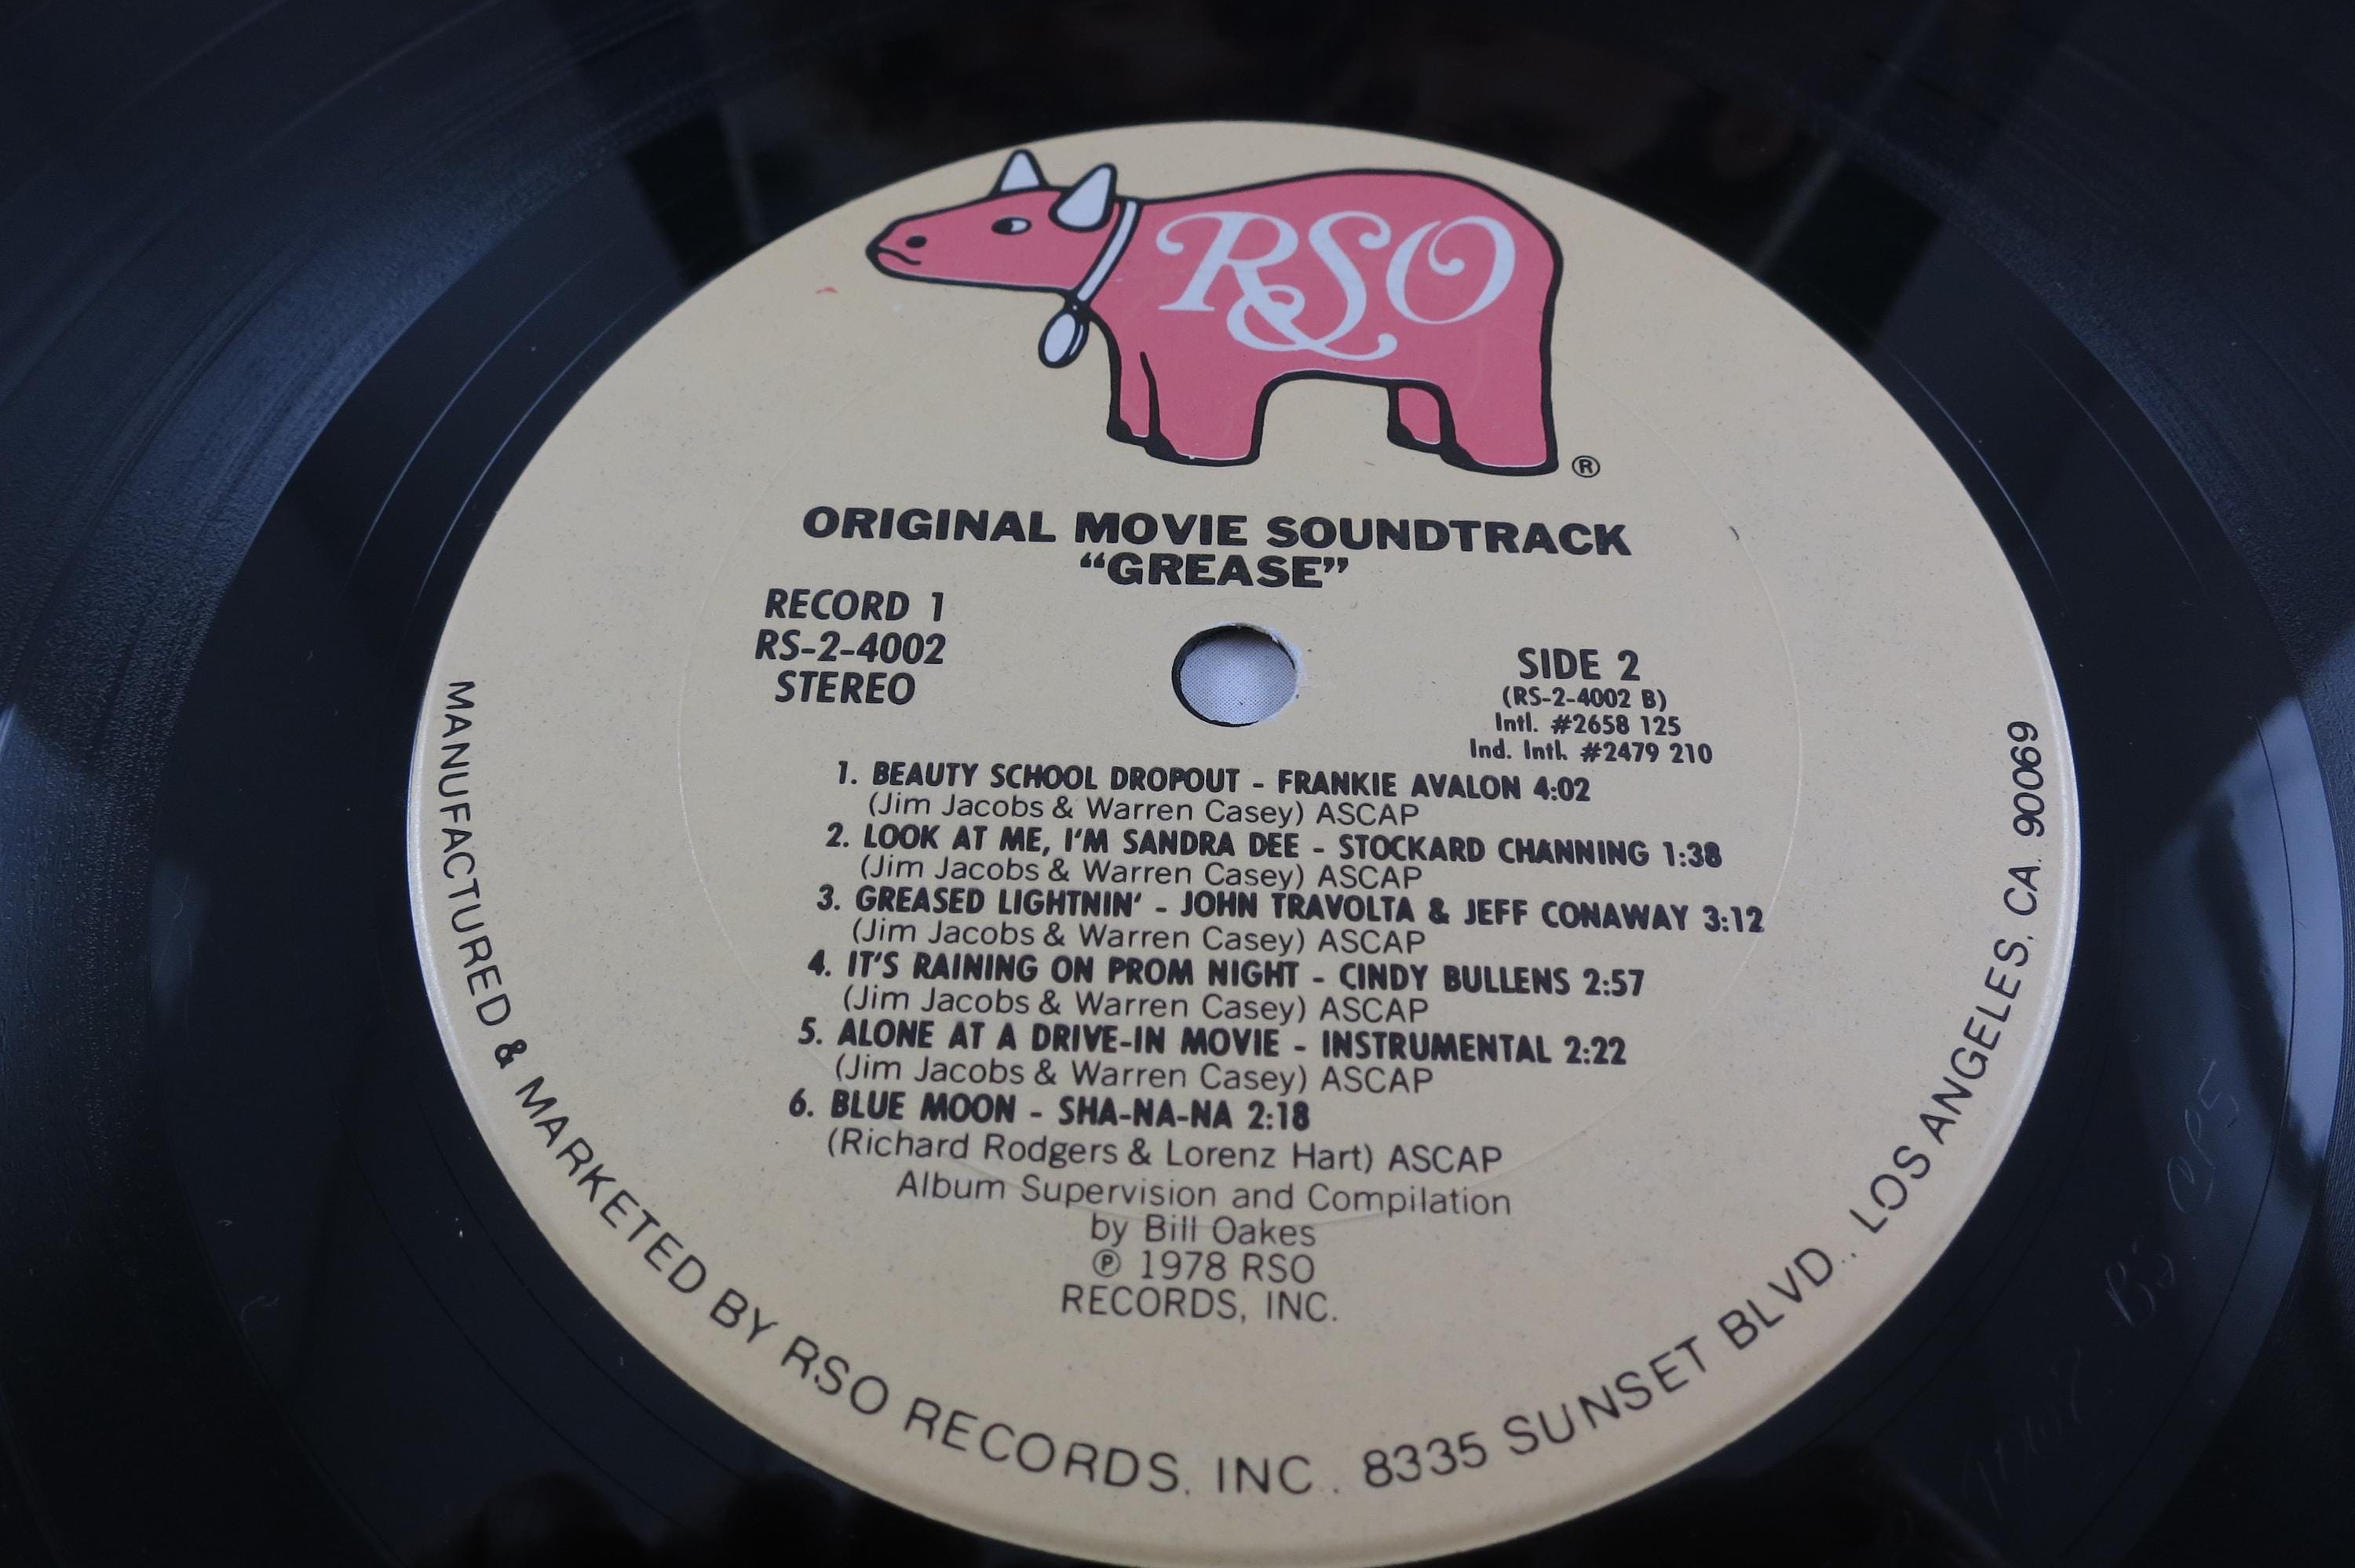 RSO
®
ORIGINAL MOVIE SOUNDTRACK
“GREASE”
RECORD 1
RS-2-4002
STEREO
SIDE 2
(RS-2-4002 B)
Intl. #2658 125
Ind. Intl. #2479 210
1. BEAUTY SCHOOL DROPOUT - FRANKIE AVALON 4:02
(Jim Jacobs & Warren Casey) ASCAP
2. LOOK AT ME, I'M SANDRA DEE - STOCKARD CHANNING 1:38
(Jim Jacobs & Warren Casey) ASCAP
3. GREASED LIGHTNIN' - JOHN TRAVOLTA & JEFF CONAWAY 3:12
(Jim Jacobs & Warren Casey) ASCAP
4. IT'S RAINING ON PROM NIGHT - CINDY BULLENS 2:57
(Jim Jacobs & Warren Casey) ASCAP
5. ALONE AT A DRIVE-IN MOVIE - INSTRUMENTAL 2:22
(Jim Jacobs & Warren Casey) ASCAP
6. BLUE MOON - SHA-NA-NA 2:18
(Richard Rodgers & Lorenz Hart) ASCAP
Album Supervision and Compilation
by Bill Oakes
℗ 1978 RSO
RECORDS, INC.
MANUFACTURED & MARKETED BY RSO RECORDS, INC., 8335 SUNSET BLVD., LOS ANGELES, CA. 90069